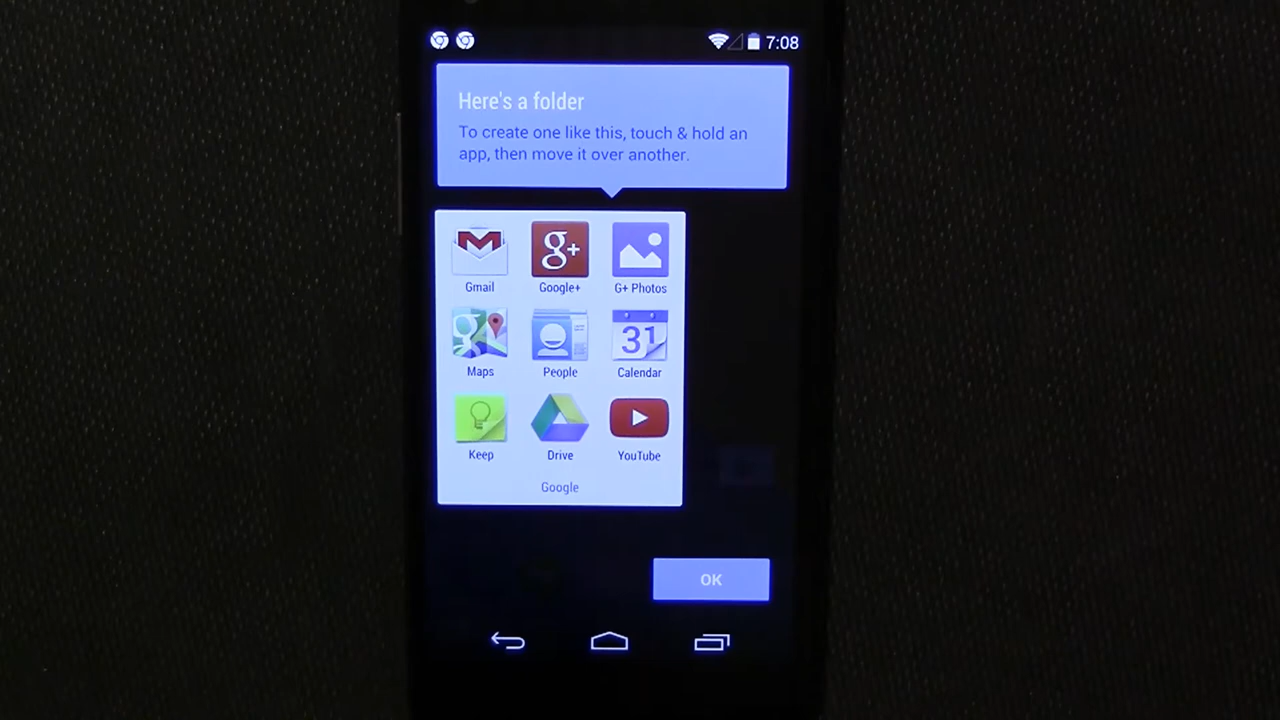 7:08
Here's a folder
To create one like this, touch & hold an
app, then move it over another.
Gmail
g+
Google+
G+ Photos
g
Maps
People
31
Calendar
Keep
Drive
YouTube
Google
OK